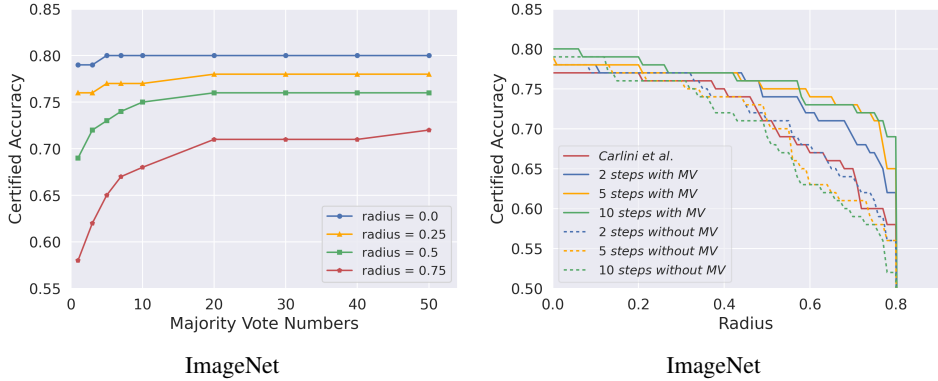 0.85
0.80
0.75
0.70
0.65
0.60
0.55
Certified Accuracy
0 10 20 30 40 50
Majority Vote Numbers
radius = 0.0
radius = 0.25
radius = 0.5
radius = 0.75
ImageNet
0.85
0.80
0.75
0.70
0.65
0.60
0.55
0.50
Certified Accuracy
0.0 0.2 0.4 0.6 0.8
Radius
Carlini et al.
2 steps with MV
5 steps with MV
10 steps with MV
2 steps without MV
5 steps without MV
10 steps without MV
ImageNet